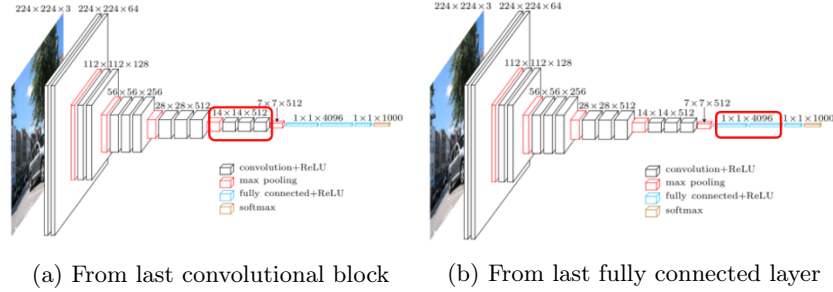 224×224×3 224×224×64
112×112×128
56×56×256
28×28×512
14×14×512
7×7×512
1×1×4096 1×1×1000
convolution+ReLU
max pooling
fully connected+ReLU
softmax
(a) From last convolutional block
224×224×3 224×224×64
112×112×128
56×56×256
28×28×512
14×14×512
7×7×512
1×1×4096 1×1×1000
convolution+ReLU
max pooling
fully connected+ReLU
softmax
(b) From last fully connected layer